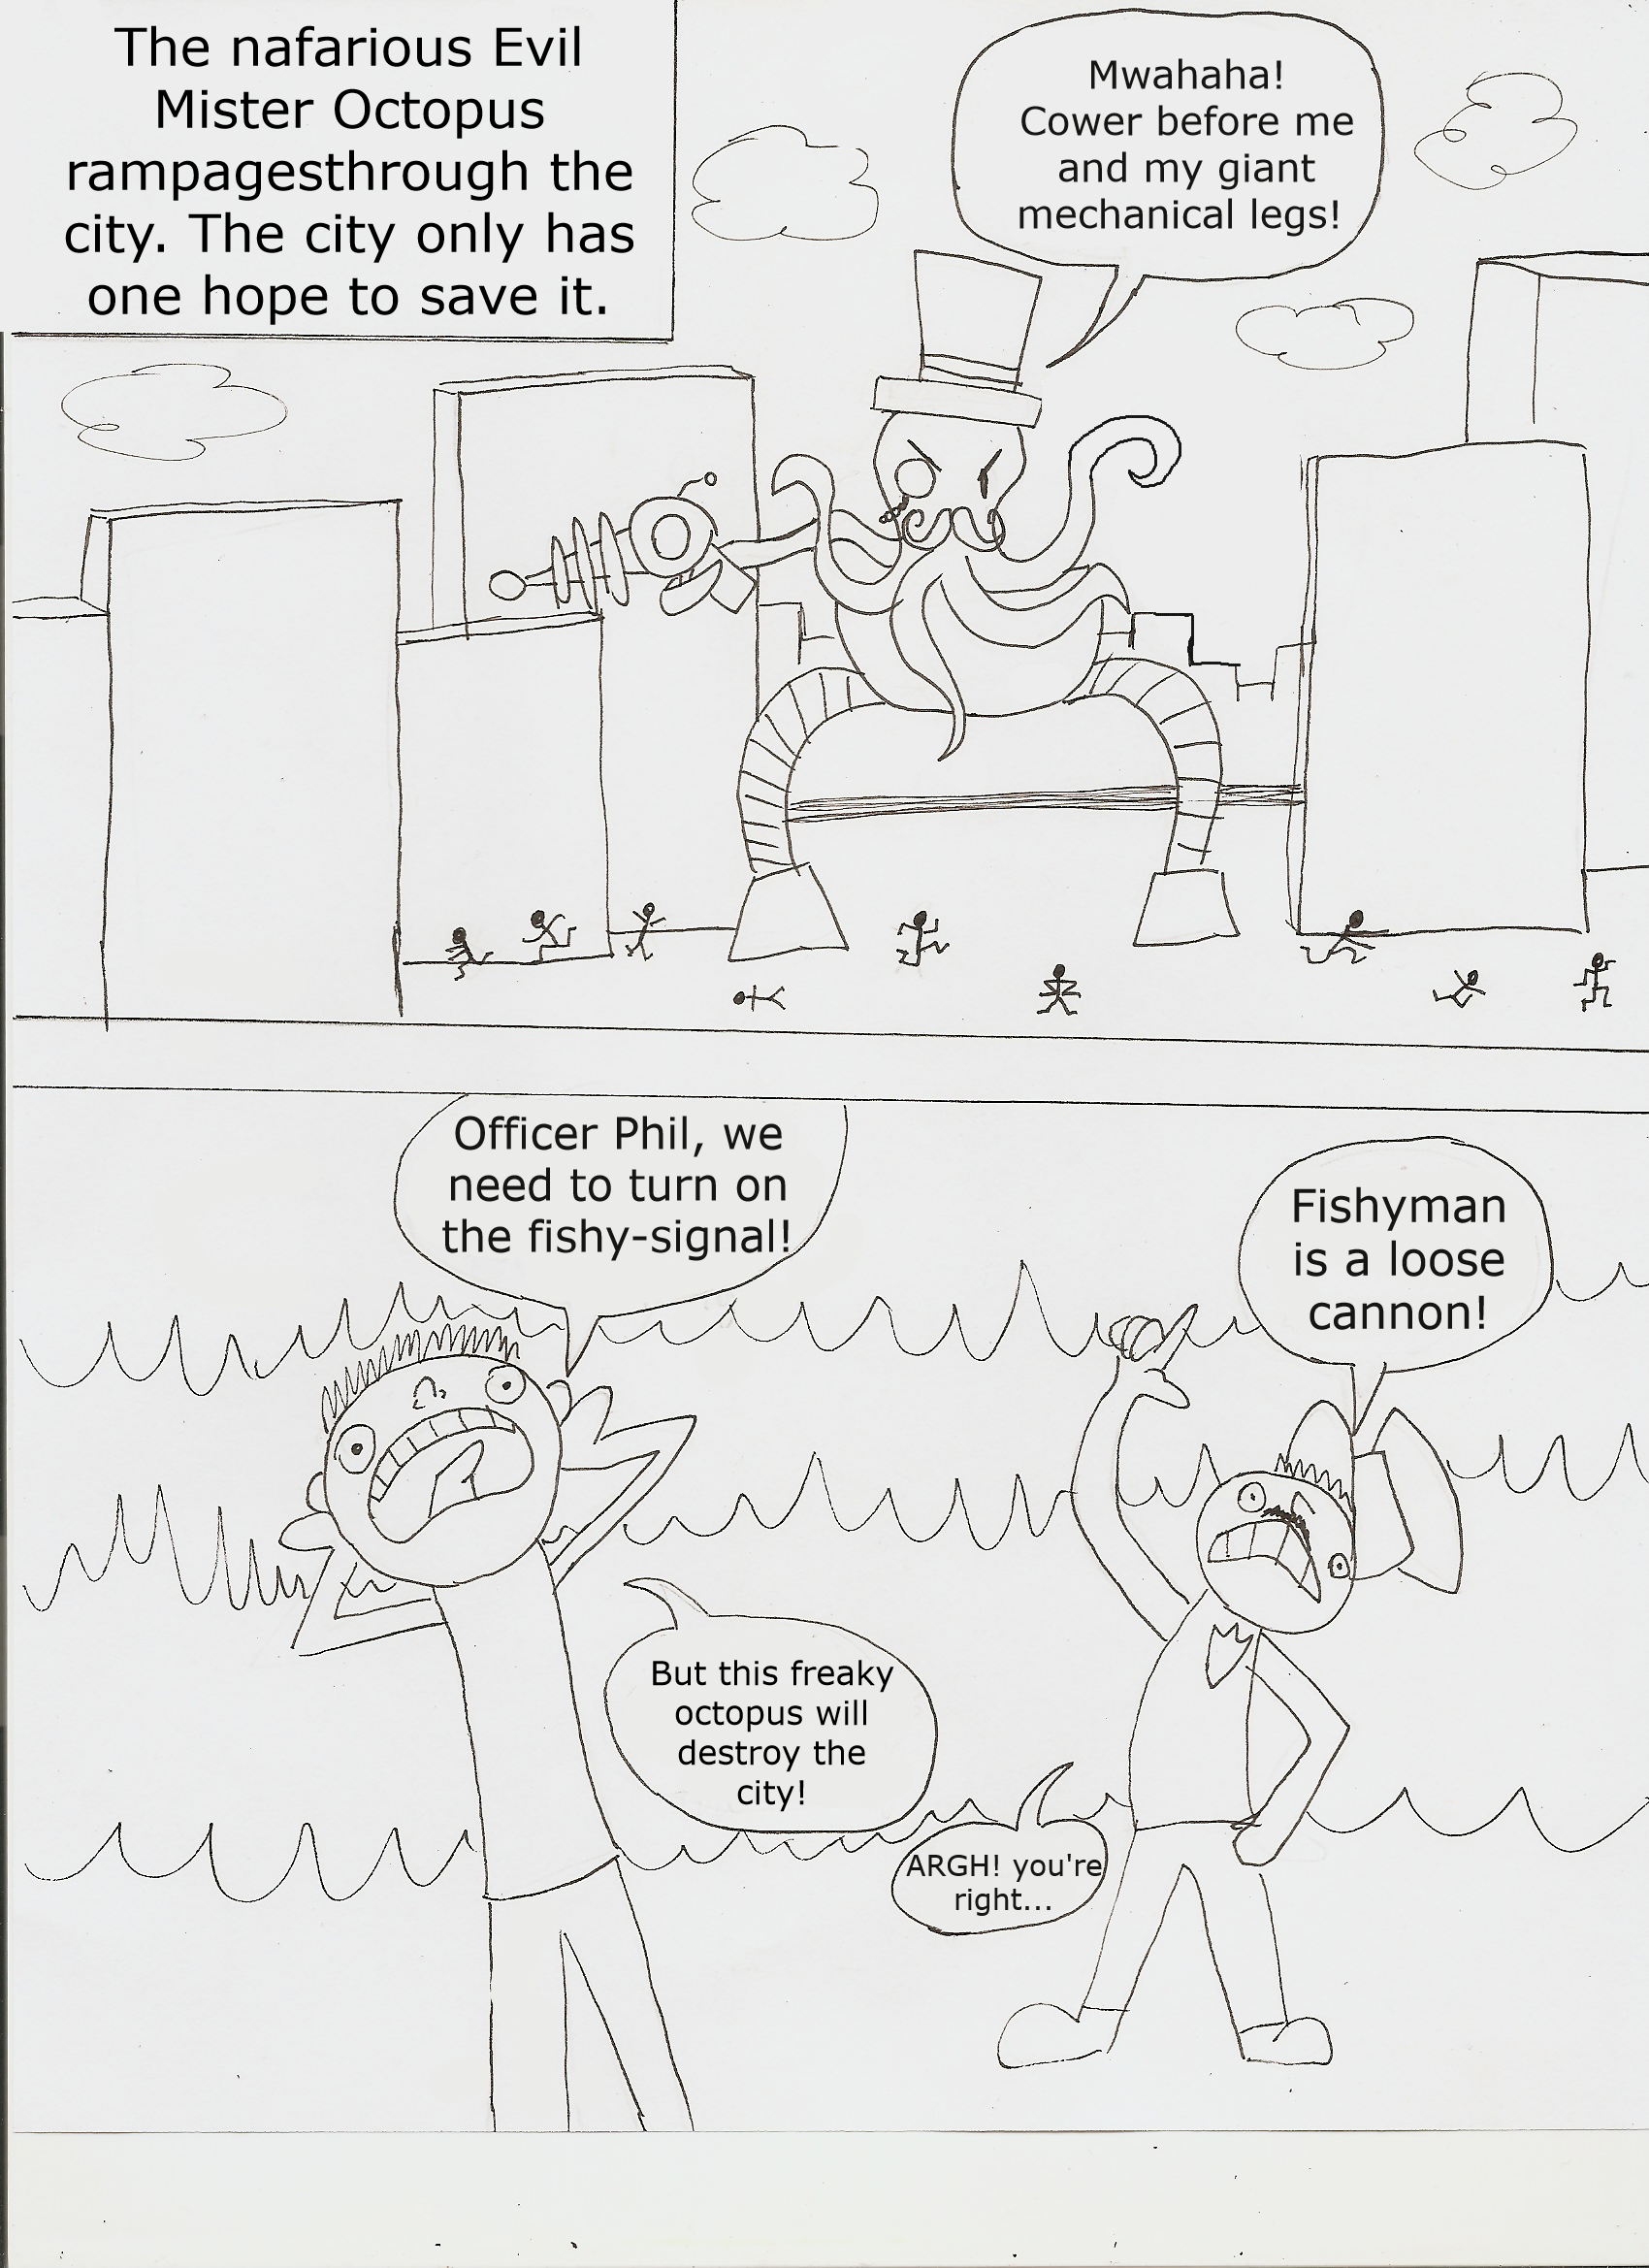 The nafarious Evil
Mister Octopus
rampagesthrough the
city. The city only has
one hope to save it.
Mwahaha!
Cower before me
and my giant
mechanical legs!
Officer Phil, we
need to turn on
the fishy-signal!
Fishyman
is a loose
cannon!
But this freaky
octopus will
destroy the
city!
ARGH! you're
right...